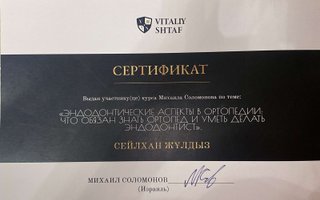 VITALIY
SHTAF
СЕРТИФИКАТ
Выдан участнику(це) курса Михаила Соломонова по теме:
«ЭНДОДОНТИЧЕСКИЕ АСПЕКТЫ В ОРТОПЕДИИ:
ЧТО ОБЯЗАН ЗНАТЬ ОРТОПЕД И УМЕТЬ ДЕЛАТЬ
ЭНДОДОНТИСТ».
СЕЙЛХАН ЖҰЛДЫЗ
МИХАИЛ СОЛОМОНОВ
(Израиль)